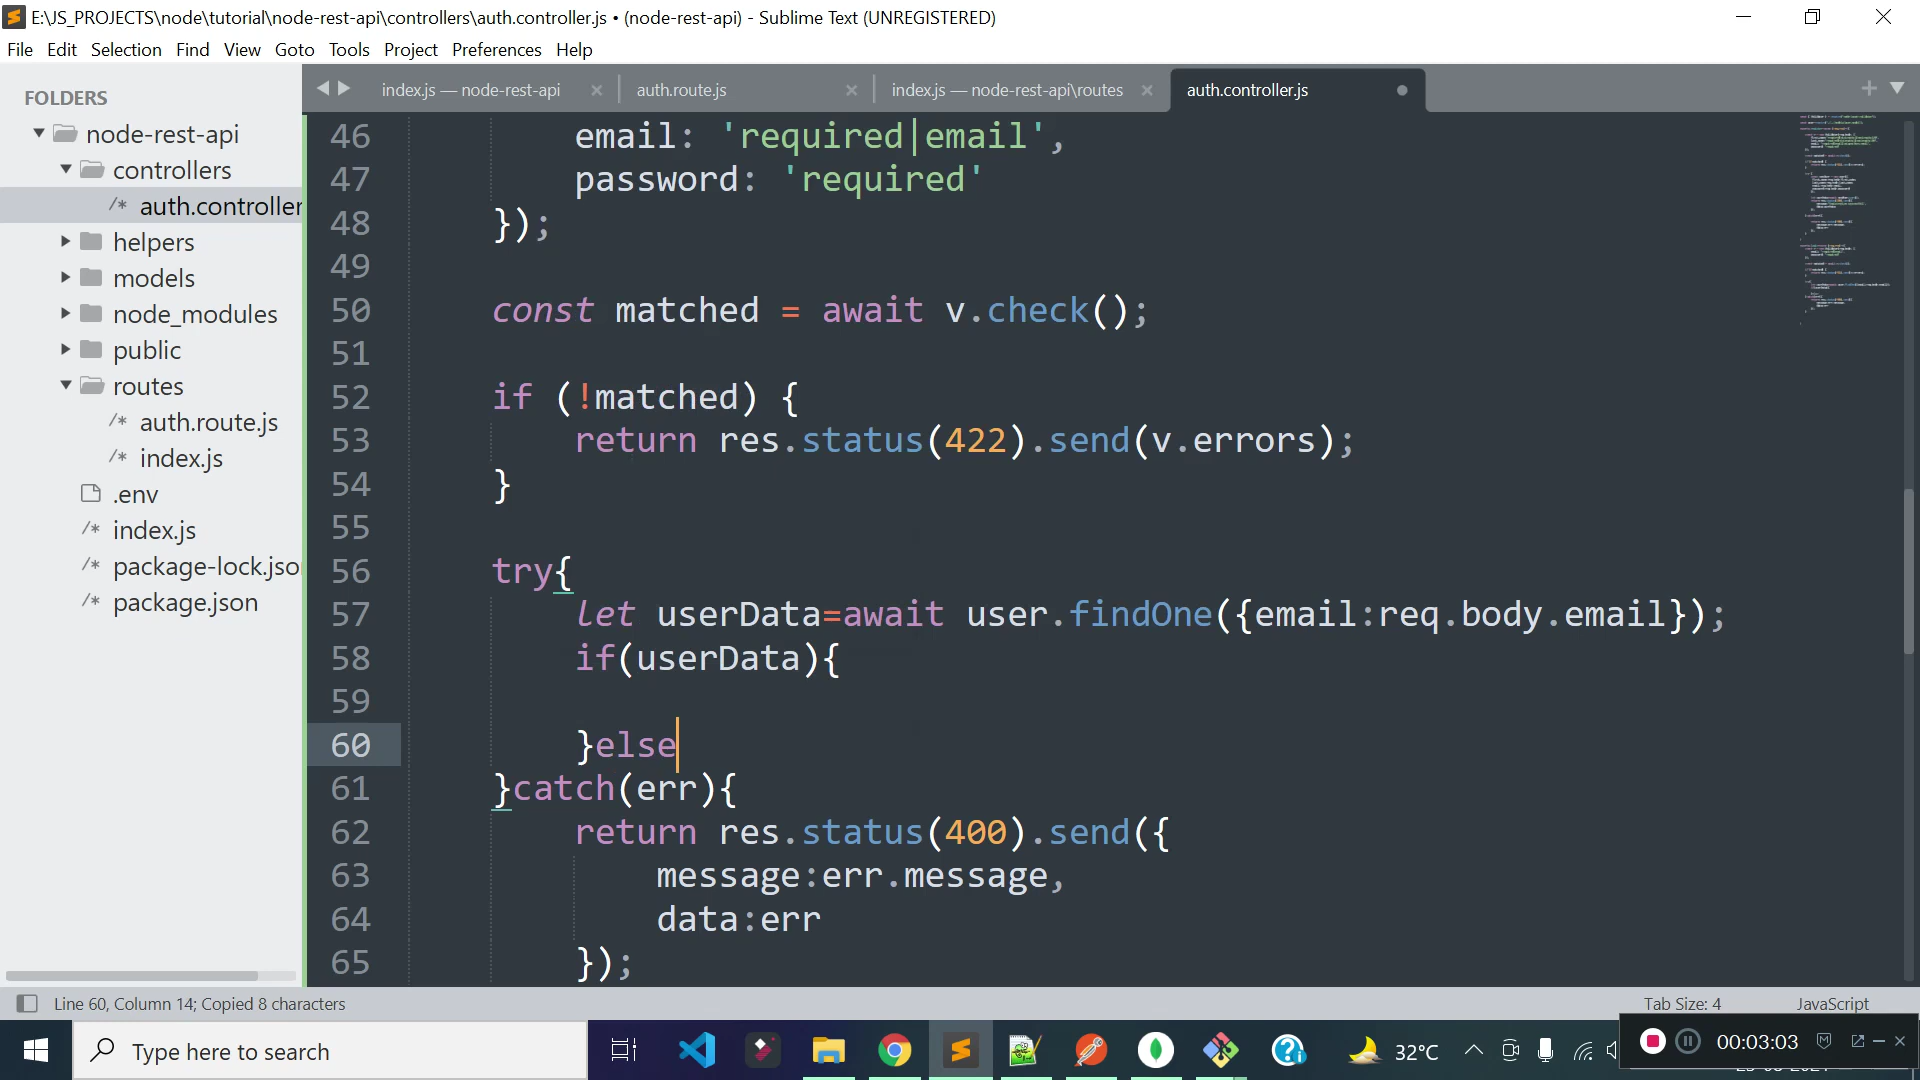 E:\JS_PROJECTS\node\tutorial\node-rest-api\controllers\auth.controller.js • (node-rest-api) - Sublime Text (UNREGISTERED)
File Edit Selection Find View Goto Tools Project Preferences Help
FOLDERS
node-rest-api
controllers
/* auth.controller
helpers
models
node_modules
public
routes
/* auth.route.js
/* index.js
.env
/* index.js
/* package-lock.jso
/* package.json
index.js — node-rest-api
auth.route.js
index.js — node-rest-api\routes
auth.controller.js
46 email: 'required|email',
47 password: 'required'
48 });
49
50 const matched = await v.check();
51
52 if (!matched) {
53 return res.status(422).send(v.errors);
54 }
55
56 try{
57 let userData=await user.findOne({email:req.body.email});
58 if(userData){
59
60 }else
61 }catch(err){
62 return res.status(400).send({
63 message:err.message,
64 data:err
65 });
Line 60, Column 14; Copied 8 characters
Tab Size: 4
JavaScript
Type here to search
32°C
00:03:03